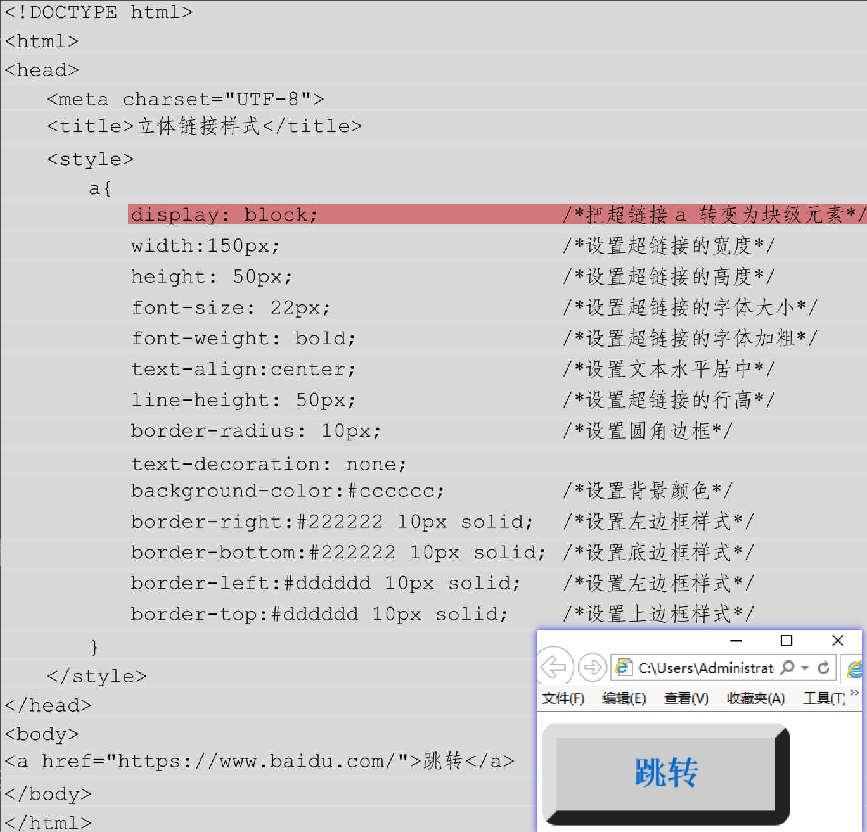 <!DOCTYPE html>
<html>
<head>
<meta charset="UTF-8">
<title>立体链接样式</title>
<style>
a{
display: block; /*把超链接a 转变为块级元素*/
width:150px; /*设置超链接的宽度*/
height: 50px; /*设置超链接的高度*/
font-size: 22px; /*设置超链接的字体大小*/
font-weight: bold; /*设置超链接的字体加粗*/
text-align:center; /*设置文本水平居中*/
line-height: 50px; /*设置超链接的行高*/
border-radius: 10px; /*设置圆角边框*/
text-decoration: none;
background-color:#cccccc; /*设置背景颜色*/
border-right:#222222 10px solid; /*设置左边框样式*/
border-bottom:#222222 10px solid; /*设置底边框样式*/
border-left:#dddddd 10px solid; /*设置左边框样式*/
border-top:#dddddd 10px solid; /*设置上边框样式*/
}
</style>
</head>
<body>
<a href="https://www.baidu.com/">跳转</a>
</body>
</html>
C:\Users\Administrat
文件(F) 编辑(E) 查看(V) 收藏夹(A) 工具(T) »
跳转